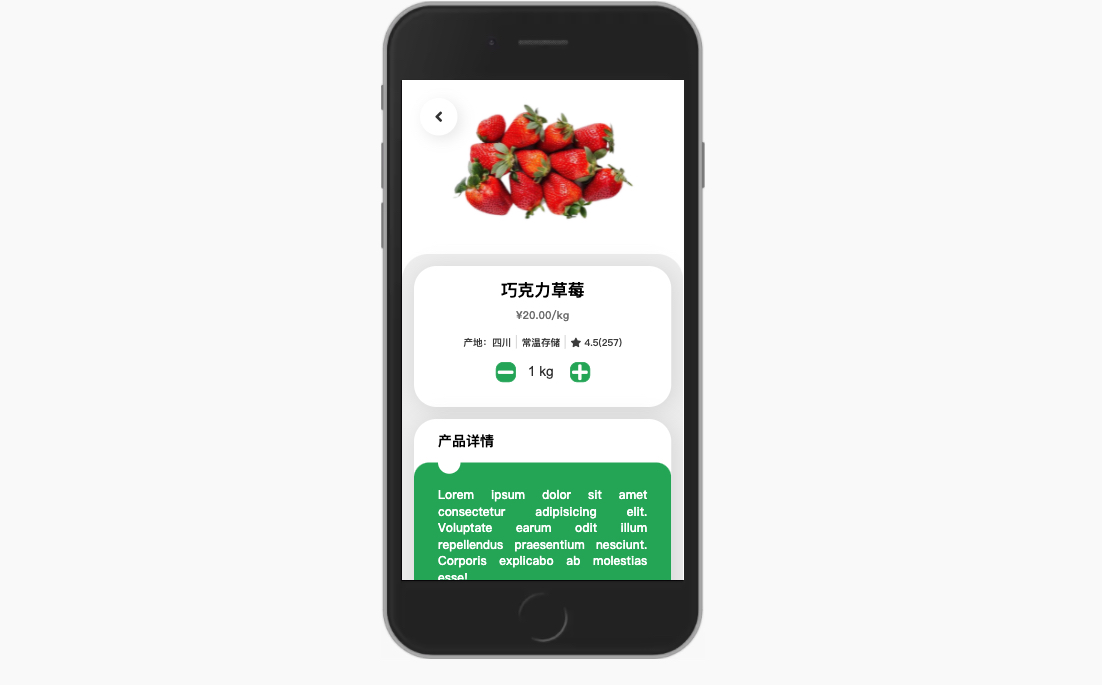 巧克力草莓
¥20.00/kg
产地：四川 常温存储 4.5(257)
1 kg
产品详情
Lorem ipsum dolor sit amet
consectetur adipisicing elit.
Voluptate earum odit illum
repellendus praesentium nesciunt.
Corporis explicabo ab molestias
esse!